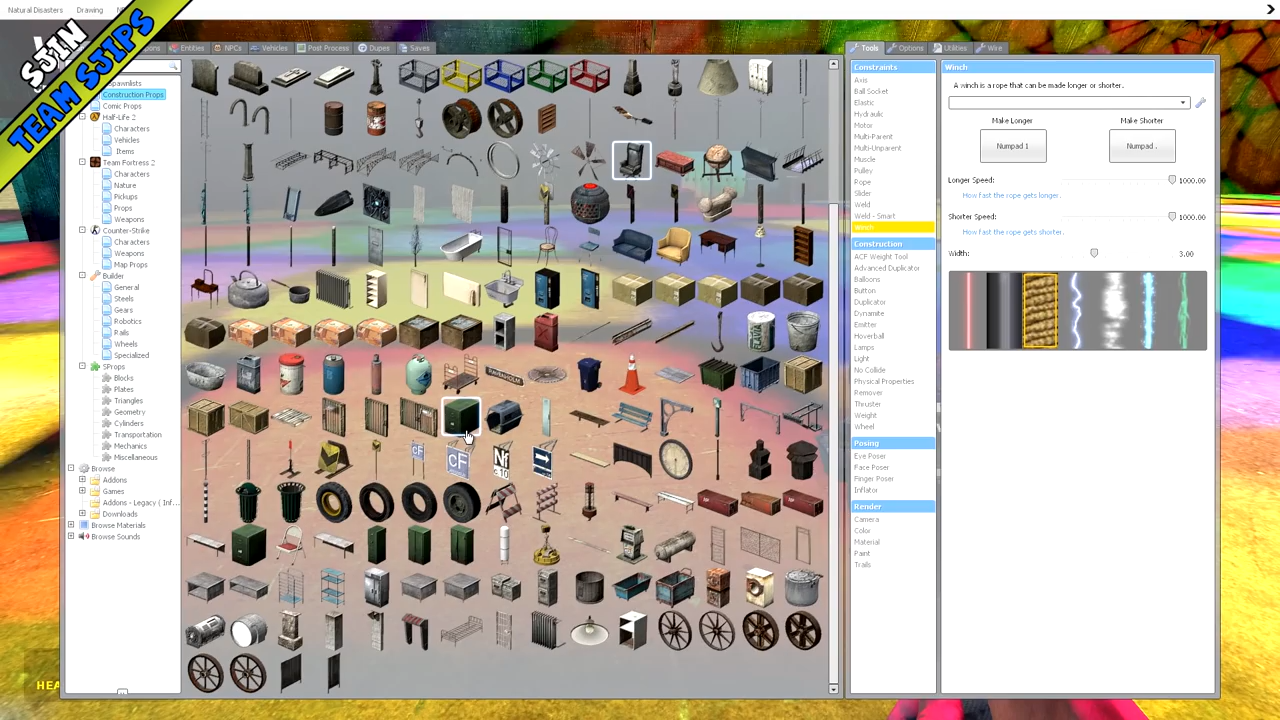 Natural Disasters
Drawing
SJIN
TEAM SJIPS
Entities
NPCs
Vehicles
Post Process
Dupes
Saves
Tools
Options
Utilities
Wire
Construction Props
Comic Props
Half-Life 2
Characters
Vehicles
Items
Team Fortress 2
Characters
Nature
Pickups
Props
Weapons
Counter-Strike
Characters
Weapons
Map Props
Builder
General
Steels
Gears
Robotics
Rails
Wheels
Specialized
SProps
Blocks
Plates
Triangles
Geometry
Cylinders
Transportation
Mechanics
Miscellaneous
Browse
Addons
Games
Addons - Legacy ( Inf...
Downloads
Browse Materials
Browse Sounds
cF
cF
Nf
Constraints
Axis
Ball Socket
Elastic
Hydraulic
Motor
Multi-Parent
Multi-Unparent
Muscle
Pulley
Rope
Slider
Weld
Weld - Smart
Winch
Construction
ACF Weight Tool
Advanced Duplicator
Balloons
Button
Duplicator
Dynamite
Emitter
Hoverball
Lamps
Light
No Collide
Physical Properties
Remover
Thruster
Weight
Wheel
Posing
Eye Poser
Face Poser
Finger Poser
Inflator
Render
Camera
Color
Material
Paint
Trails
Winch
A winch is a rope that can be made longer or shorter.
Make Longer
Make Shorter
Numpad 1
Numpad .
Longer Speed:
1000.00
How fast the rope gets longer.
Shorter Speed:
1000.00
How fast the rope gets shorter.
Width:
3.00
HEA